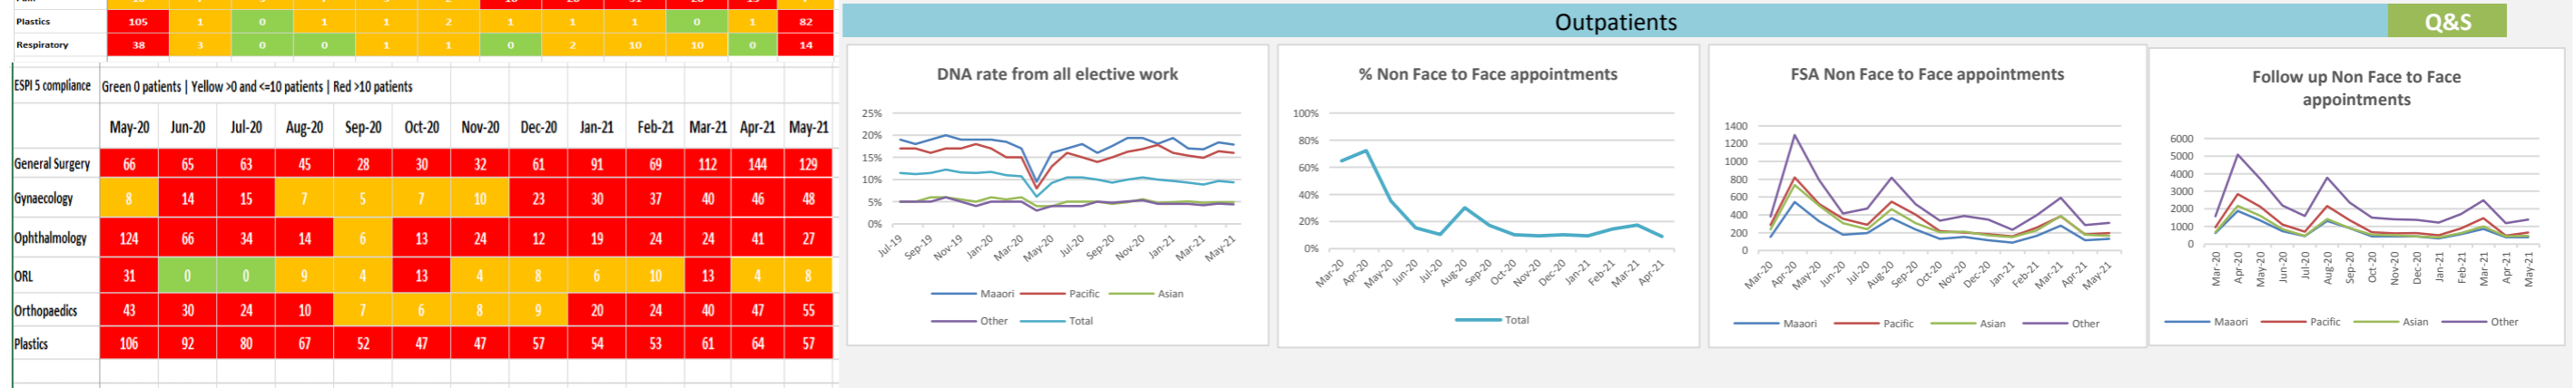 Plastics 105 1 0 1 1 2 1 1 1 0 1 82
Respiratory 38 3 0 0 1 1 0 2 10 10 0 14
ESPI 5 compliance Green 0 patients | Yellow >0 and <=10 patients | Red >10 patients
May-20 Jun-20 Jul-20 Aug-20 Sep-20 Oct-20 Nov-20 Dec-20 Jan-21 Feb-21 Mar-21 Apr-21 May-21
General Surgery 66 65 63 45 28 30 32 61 91 69 112 144 129
Gynaecology 8 14 15 7 5 7 10 23 30 37 40 46 48
Ophthalmology 124 66 34 14 6 13 24 12 19 24 24 41 27
ORL 31 0 0 9 4 13 4 8 6 10 13 4 8
Orthopaedics 43 30 24 10 7 6 8 9 20 24 40 47 55
Plastics 106 92 80 67 52 47 47 57 54 53 61 64 57
Outpatients Q&S
DNA rate from all elective work
25%
20%
15%
10%
5%
0%
Jul-19 Sep-19 Nov-19 Jan-20 Mar-20 May-20 Jul-20 Sep-20 Nov-20 Jan-21 Mar-21 May-21
Maaori Pacific Asian
Other Total
% Non Face to Face appointments
100%
80%
60%
40%
20%
0%
Mar-20 Apr-20 May-20 Jun-20 Jul-20 Aug-20 Sep-20 Oct-20 Nov-20 Dec-20 Jan-21 Feb-21 Mar-21 Apr-21
Total
FSA Non Face to Face appointments
1400
1200
1000
800
600
400
200
0
Mar-20 Apr-20 May-20 Jun-20 Jul-20 Aug-20 Sep-20 Oct-20 Nov-20 Dec-20 Jan-21 Feb-21 Mar-21 Apr-21 May-21
Maaori Pacific Asian Other
Follow up Non Face to Face
appointments
6000
5000
4000
3000
2000
1000
0
Mar-20 Apr-20 May-20 Jun-20 Jul-20 Aug-20 Sep-20 Oct-20 Nov-20 Dec-20 Jan-21 Feb-21 Mar-21 Apr-21 May-21
Maaori Pacific Asian Other